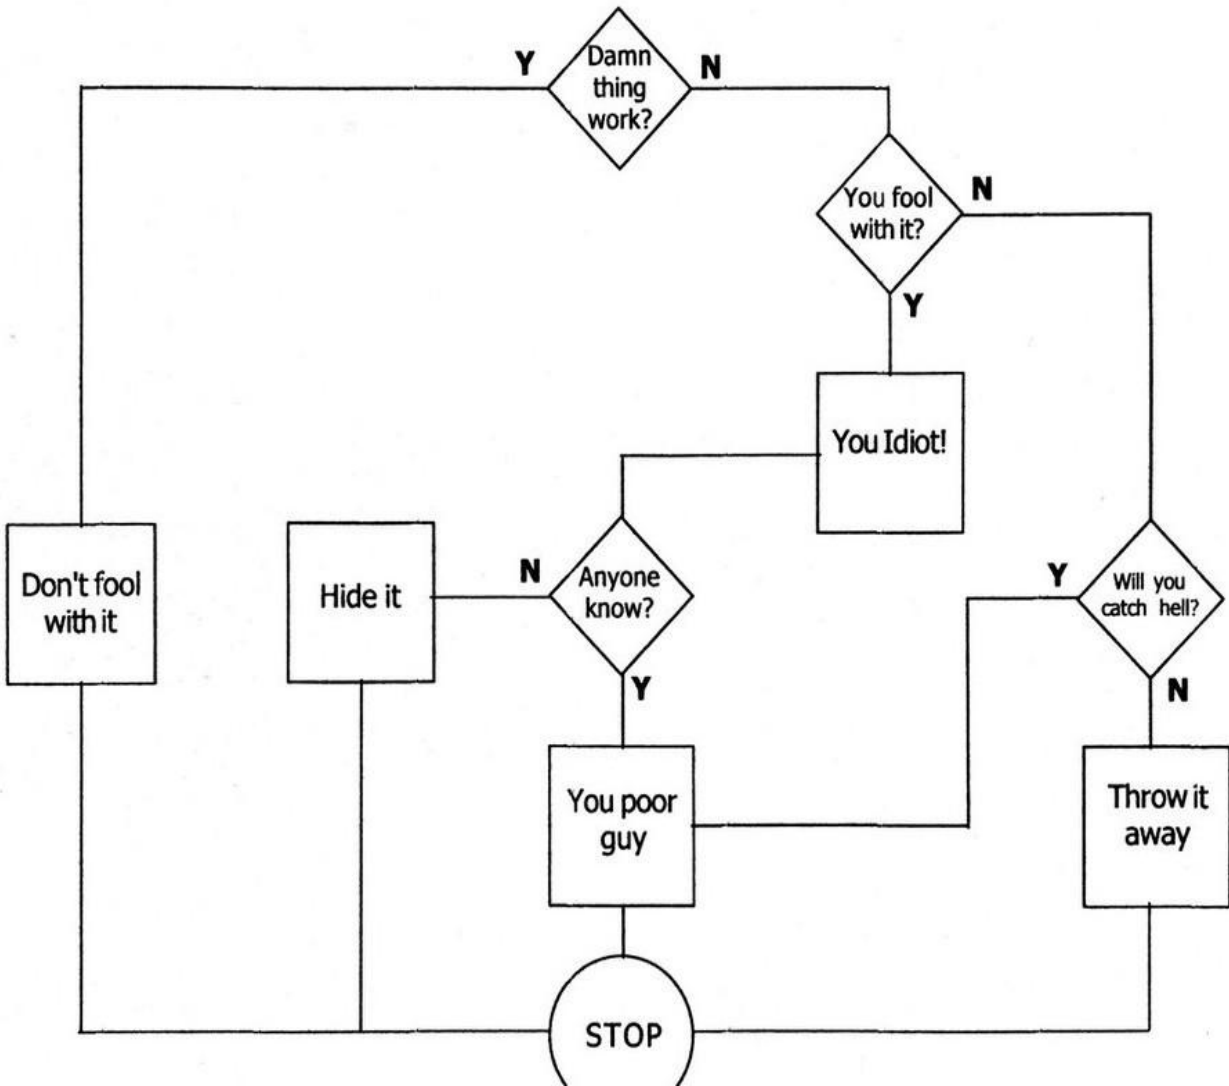 Y
Damn
thing
work?
N
You fool
with it?
N
Y
You Idiot!
Don't fool
with it
Hide it
N
Anyone
know?
Y
Y
Will you
catch hell?
N
You poor
guy
Throw it
away
STOP